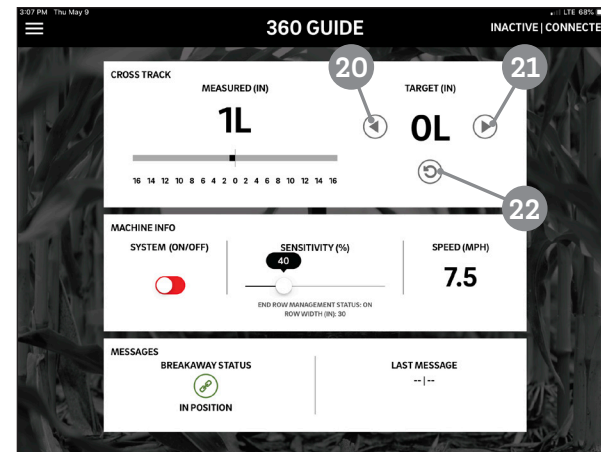 3:07 PM Thu May 9
LTE 68%
360 GUIDE
INACTIVE | CONNECTE
CROSS TRACK
20
21
MEASURED (IN)
TARGET (IN)
1L
0L
16 14 12 10 8 6 4 2 0 2 4 6 8 10 12 14 16
22
MACHINE INFO
SYSTEM (ON/OFF)
SENSITIVITY (%)
SPEED (MPH)
40
7.5
END ROW MANAGEMENT STATUS: ON
ROW WIDTH (IN): 30
MESSAGES
BREAKAWAY STATUS
LAST MESSAGE
--|--
IN POSITION